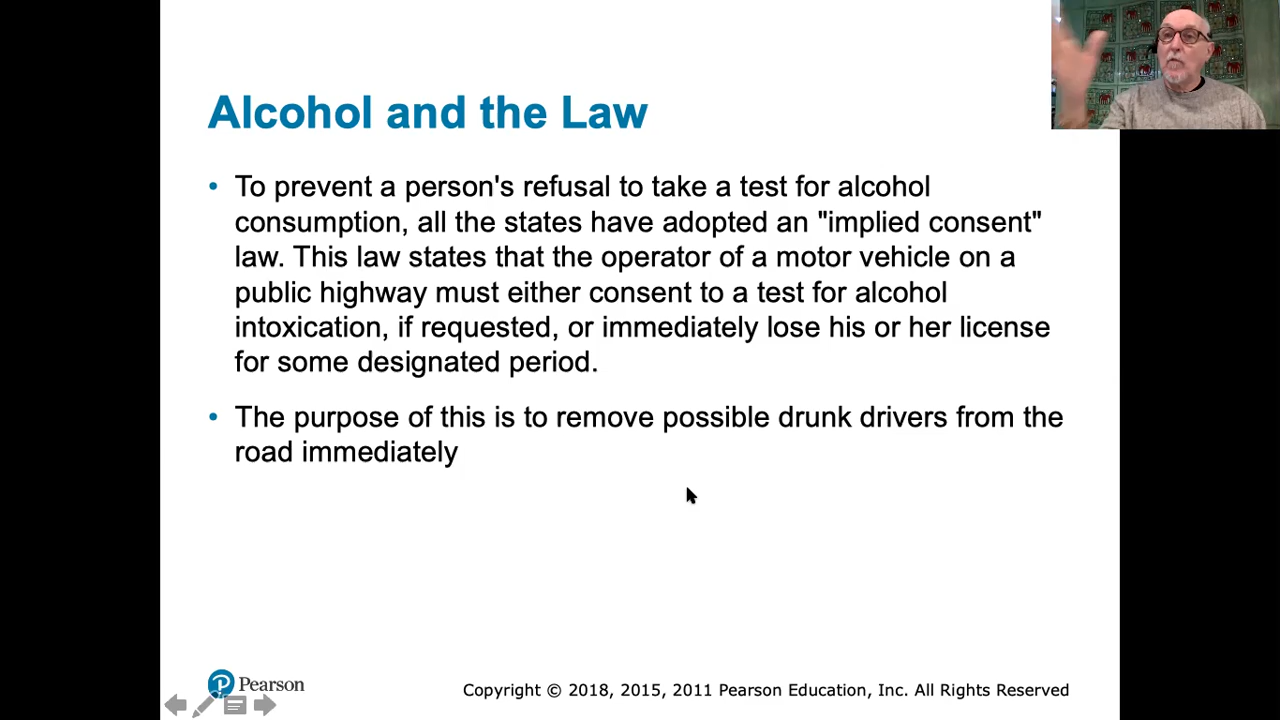 Alcohol and the Law
• To prevent a person's refusal to take a test for alcohol
consumption, all the states have adopted an "implied consent"
law. This law states that the operator of a motor vehicle on a
public highway must either consent to a test for alcohol
intoxication, if requested, or immediately lose his or her license
for some designated period.
• The purpose of this is to remove possible drunk drivers from the
road immediately
Pearson
Copyright © 2018, 2015, 2011 Pearson Education, Inc. All Rights Reserved